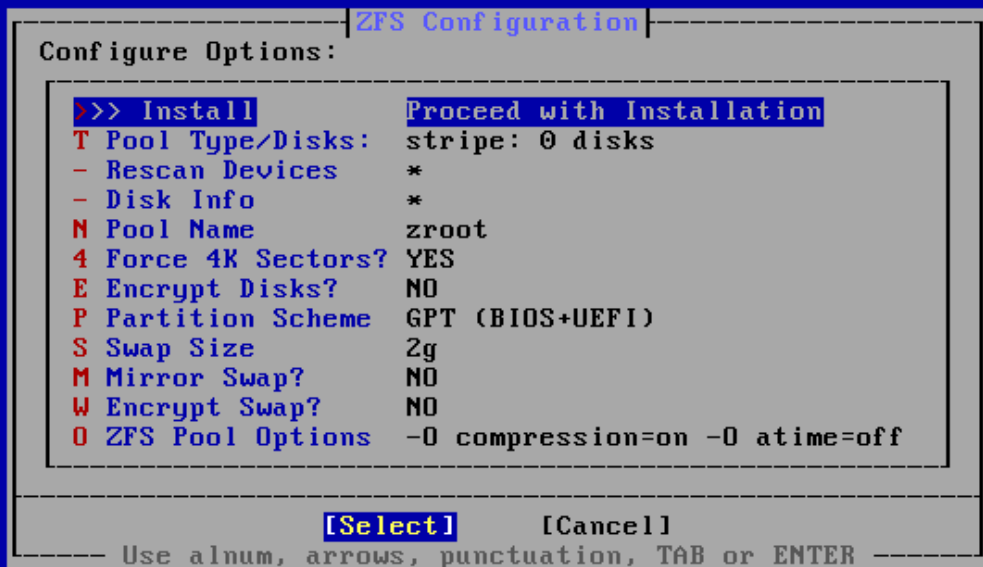 ZFS Configuration
Configure Options:
>>> Install Proceed with Installation
T Pool Type/Disks: stripe: 0 disks
- Rescan Devices *
- Disk Info *
N Pool Name zroot
4 Force 4K Sectors? YES
E Encrypt Disks? NO
P Partition Scheme GPT (BIOS+UEFI)
S Swap Size 2g
M Mirror Swap? NO
W Encrypt Swap? NO
O ZFS Pool Options -O compression=on -O atime=off
[Select] [Cancel]
Use alnum, arrows, punctuation, TAB or ENTER